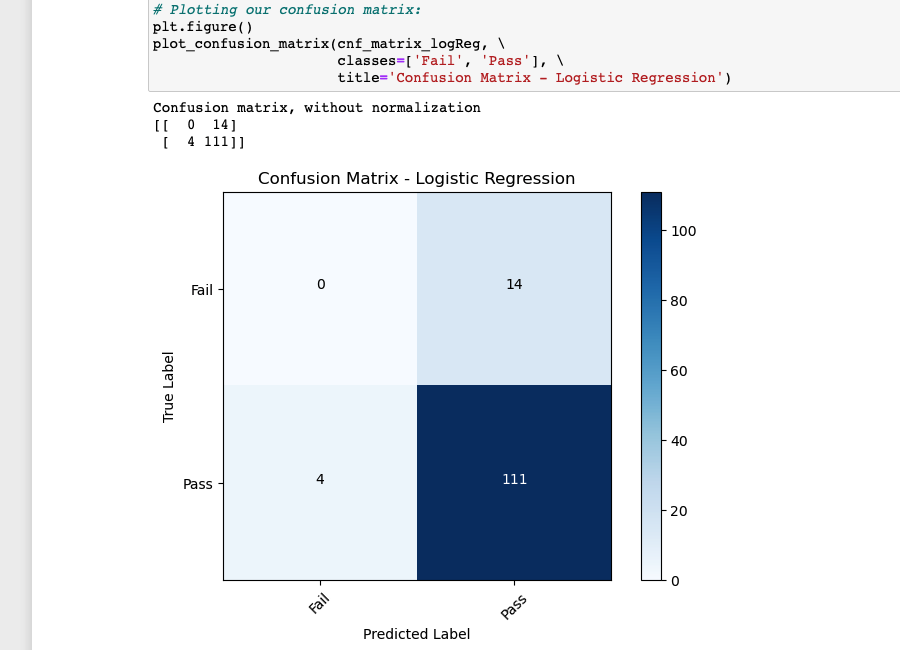 # Plotting our confusion matrix:
plt.figure()
plot_confusion_matrix(cnf_matrix_logReg, \
                      classes=['Fail', 'Pass'], \
                      title='Confusion Matrix - Logistic Regression')
Confusion matrix, without normalization
[[  0  14]
 [  4 111]]
Confusion Matrix - Logistic Regression
100
80
60
40
20
0
True Label
Fail
0
14
Pass
4
111
Fail
Pass
Predicted Label